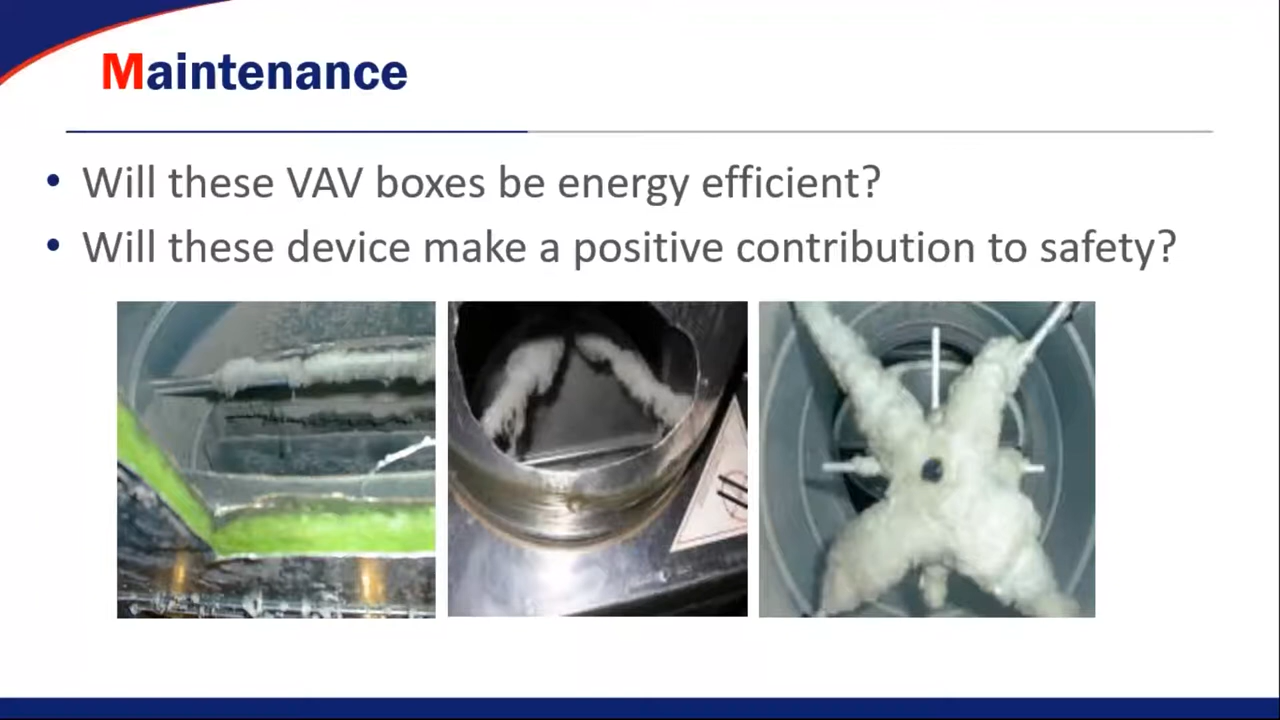 Maintenance
• Will these VAV boxes be energy efficient?
• Will these device make a positive contribution to safety?